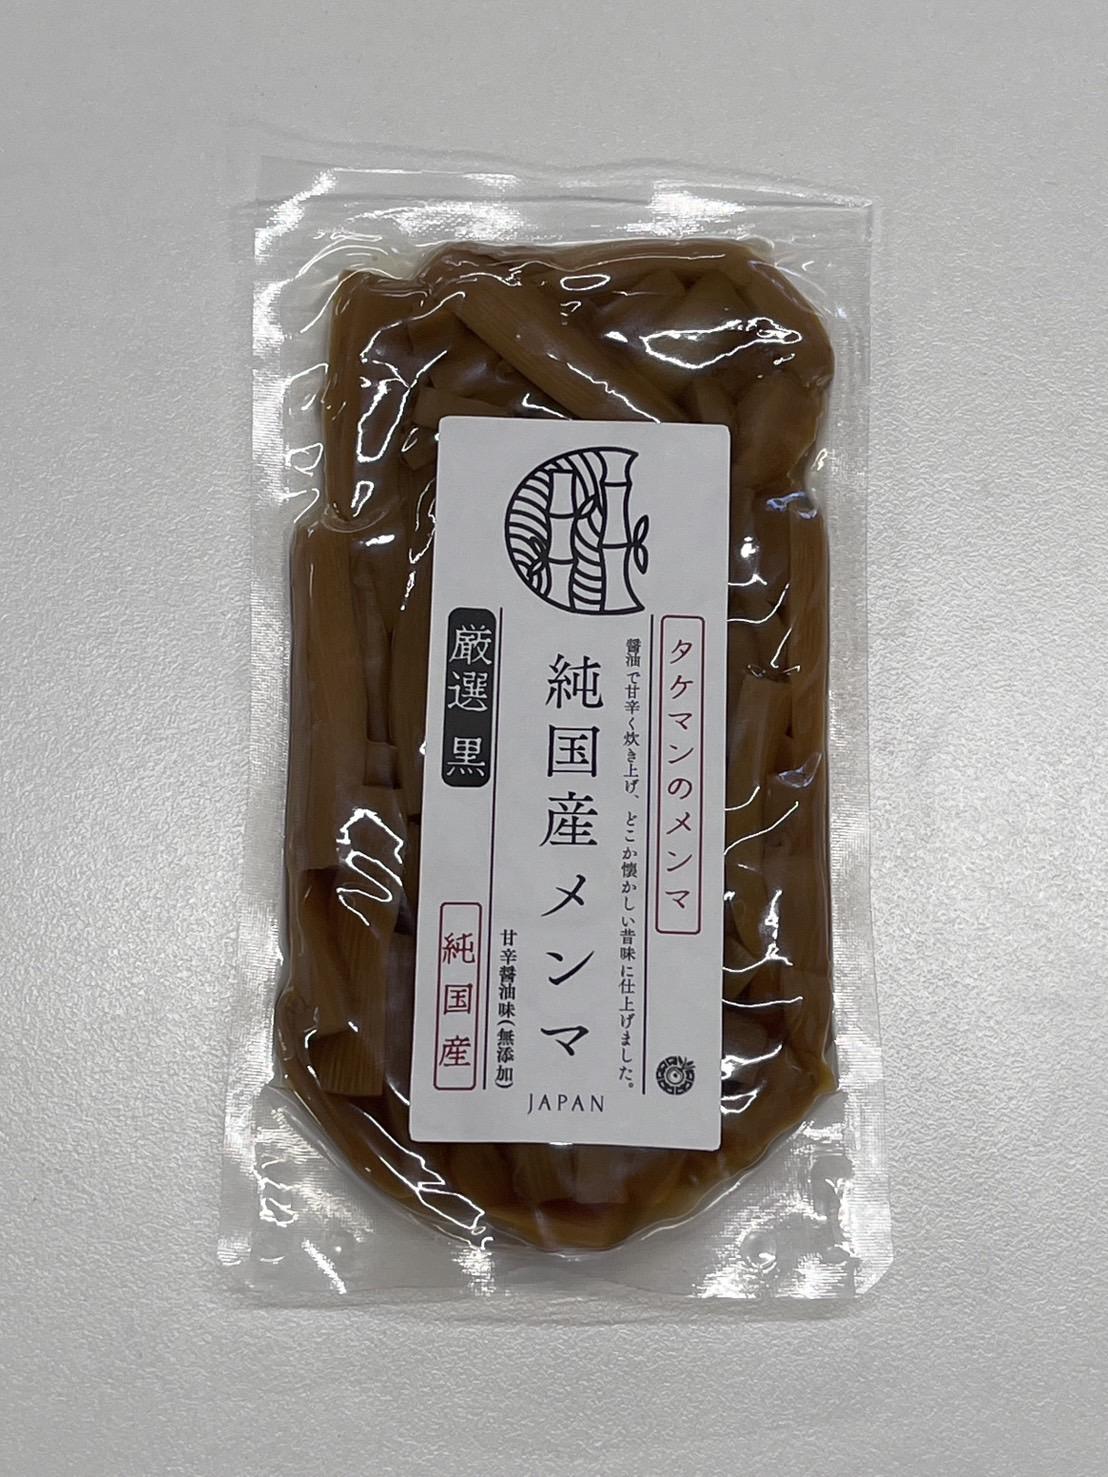 タケマンのメンマ
醤油で甘辛く炊き上げ、どこか懐かしい昔味に仕上げました。
純国産メンマ
甘辛醤油味(無添加)
厳選 黒
純国産
JAPAN